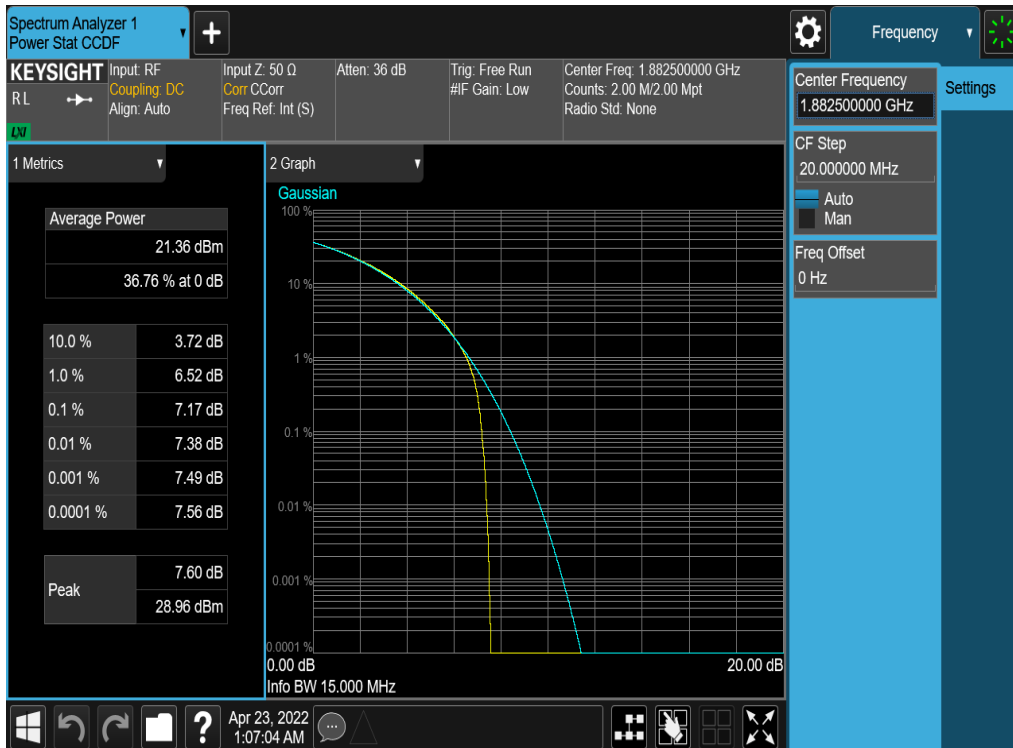 Spectrum Analyzer 1
Power Stat CCDF
+
Frequency
KEYSIGHT
RL
LXI
Input: RF
Coupling: DC
Align: Auto
Input Z: 50 Ω
Corr CCorr
Freq Ref: Int (S)
Atten: 36 dB
Trig: Free Run
#IF Gain: Low
Center Freq: 1.882500000 GHz
Counts: 2.00 M/2.00 Mpt
Radio Std: None
Center Frequency
1.882500000 GHz
Settings
CF Step
20.000000 MHz
Auto
Man
Freq Offset
0 Hz
1 Metrics
Average Power
21.36 dBm
36.76 % at 0 dB
10.0 % 3.72 dB
1.0 % 6.52 dB
0.1 % 7.17 dB
0.01 % 7.38 dB
0.001 % 7.49 dB
0.0001 % 7.56 dB
Peak
7.60 dB
28.96 dBm
2 Graph
Gaussian
100 %
10 %
1 %
0.1 %
0.01 %
0.001 %
0.0001 %
0.00 dB
20.00 dB
Info BW 15.000 MHz
?
Apr 23, 2022
1:07:04 AM